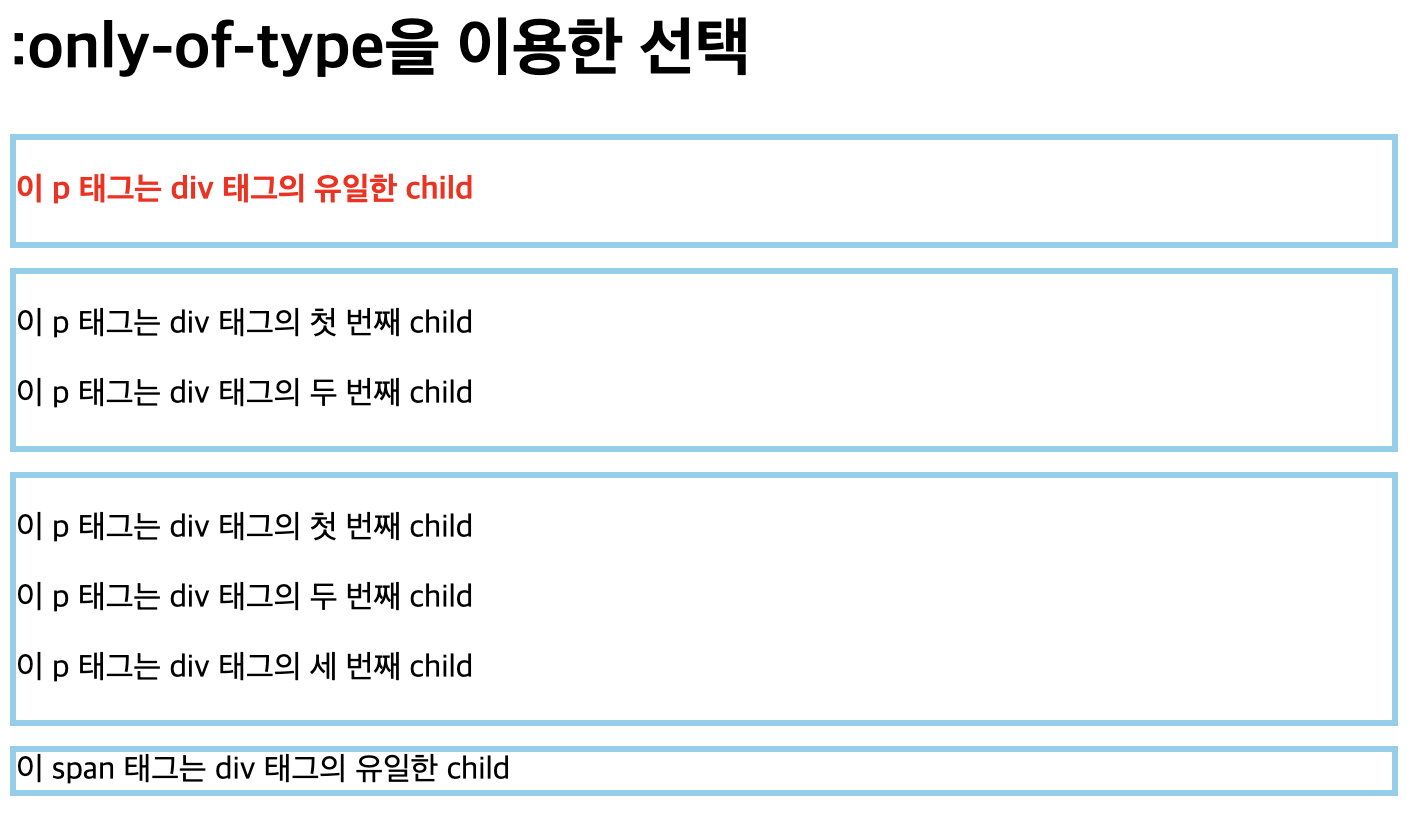 :only-of-type을 이용한 선택
이 p 태그는 div 태그의 유일한 child
이 p 태그는 div 태그의 첫 번째 child
이 p 태그는 div 태그의 두 번째 child
이 p 태그는 div 태그의 첫 번째 child
이 p 태그는 div 태그의 두 번째 child
이 p 태그는 div 태그의 세 번째 child
이 span 태그는 div 태그의 유일한 child